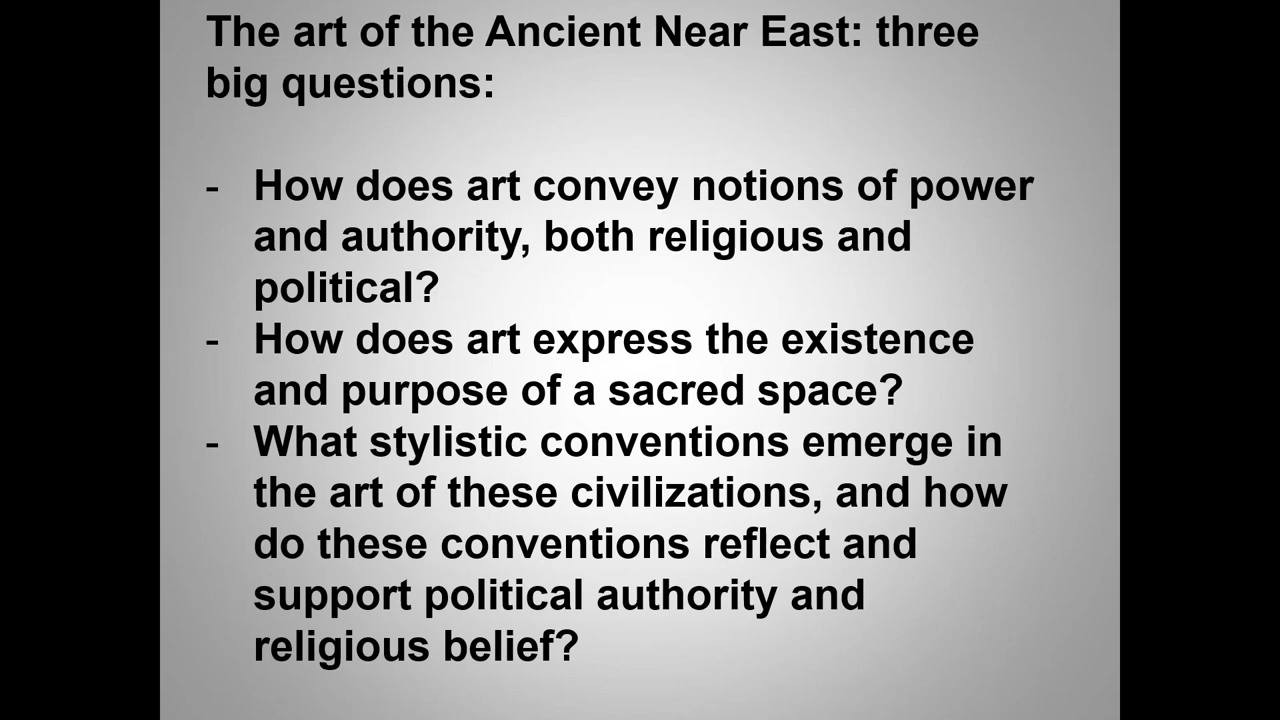 The art of the Ancient Near East: three
big questions:
- How does art convey notions of power
and authority, both religious and
political?
- How does art express the existence
and purpose of a sacred space?
- What stylistic conventions emerge in
the art of these civilizations, and how
do these conventions reflect and
support political authority and
religious belief?